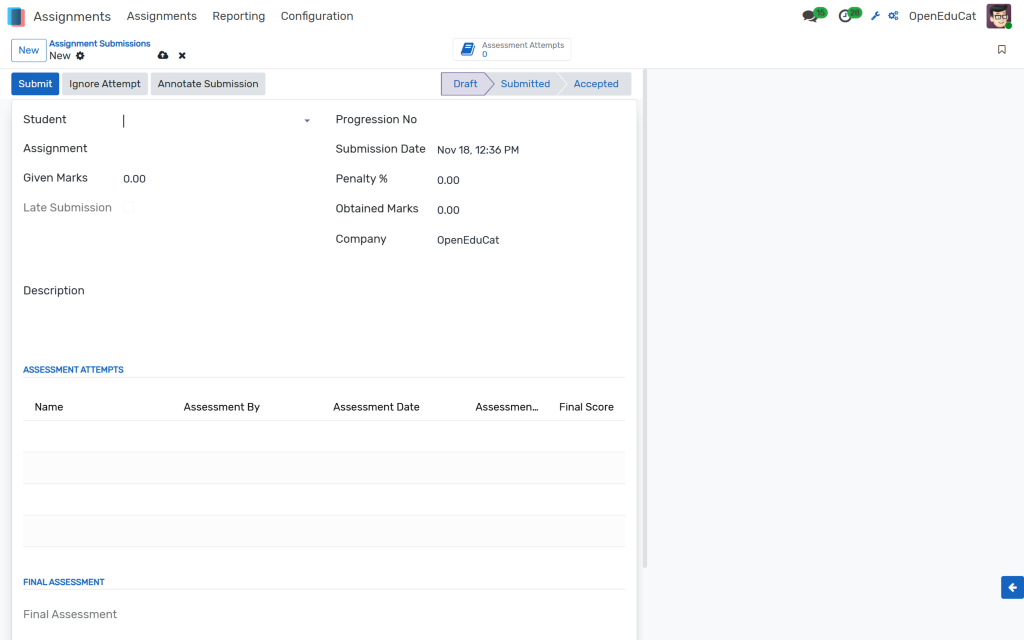 Assignments Assignments Reporting Configuration 15 26 OpenEduCat
New Assignment Submissions
New
Assessment Attempts
0
Submit Ignore Attempt Annotate Submission Draft Submitted Accepted
Student Progression No
Assignment Submission Date Nov 18, 12:36 PM
Given Marks 0.00 Penalty % 0.00
Late Submission Obtained Marks 0.00
Company OpenEduCat
Description
ASSESSMENT ATTEMPTS
Name Assessment By Assessment Date Assessmen... Final Score
FINAL ASSESSMENT
Final Assessment